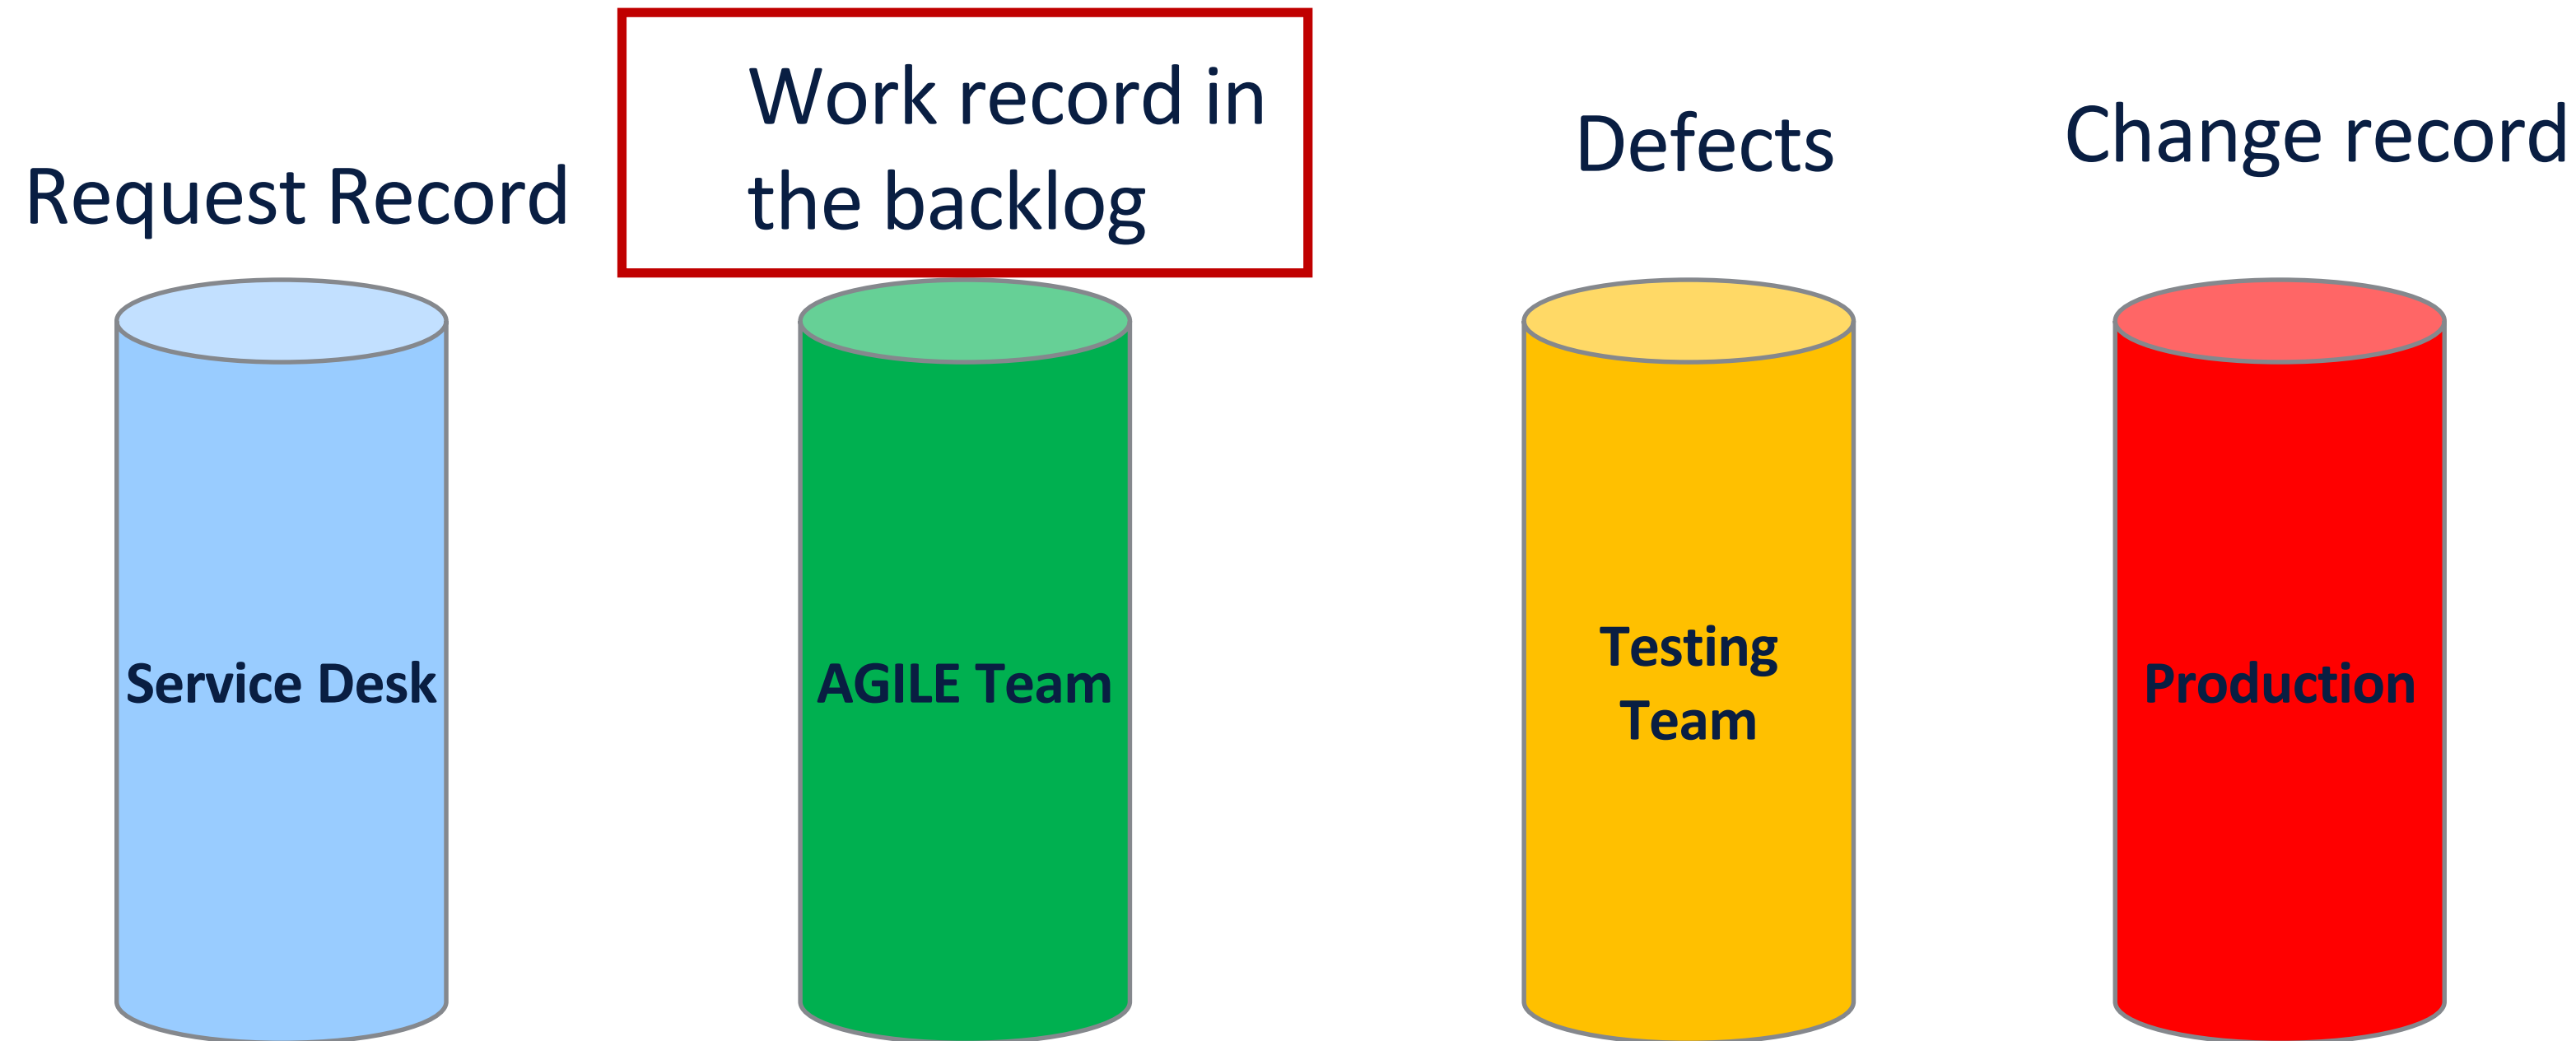 Request Record
Work record in
the backlog
Defects
Change record
Service Desk
AGILE Team
Testing
Team
Production